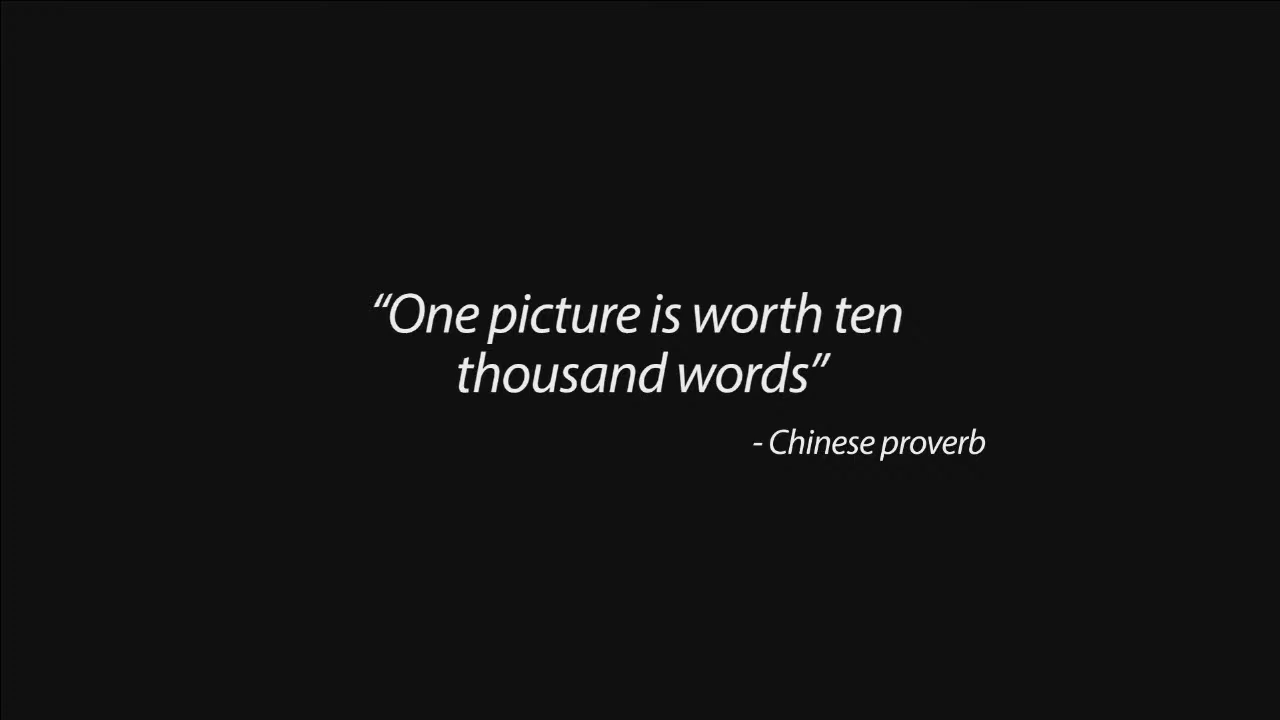 “One picture is worth ten
thousand words”
- Chinese proverb